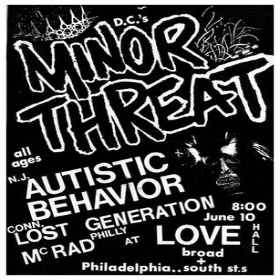 D.C.'s
MINOR
THREAT
all
ages
N.J.
AUTISTIC
BEHAVIOR
CONN
LOST GENERATION
McRAD
PHILLY
AT
LOVE
HALL
8:00
June 10
broad
+
Philadelphia..south st.s